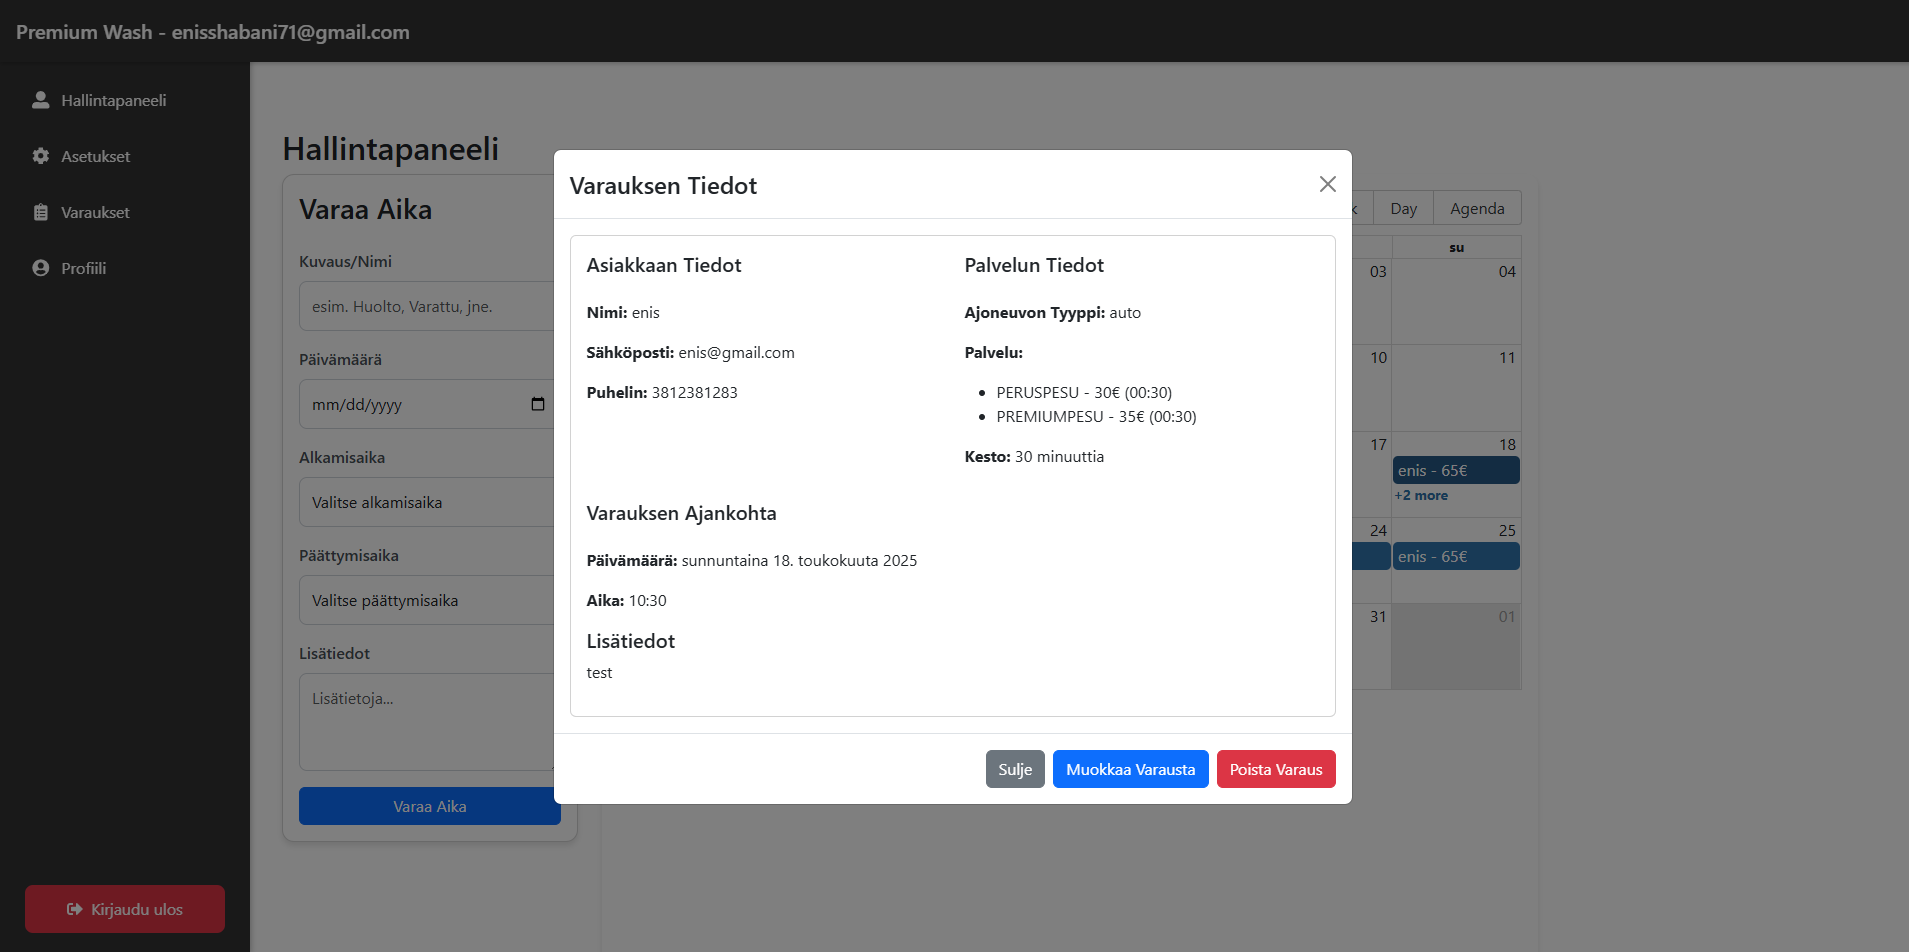 Premium Wash - enisshabani71@gmail.com
Hallintapaneeli
Asetukset
Varaukset
Profiili
Kirjaudu ulos
Hallintapaneeli
Varaa Aika
Kuvaus/Nimi
esim. Huolto, Varattu, jne.
Päivämäärä
mm/dd/yyyy
Alkamisaika
Valitse alkamisaika
Päättymisaika
Valitse päättymisaika
Lisätiedot
Lisätietoja...
Varaa Aika
Varauksen Tiedot
Asiakkaan Tiedot
Nimi: enis
Sähköposti: enis@gmail.com
Puhelin: 3812381283
Palvelun Tiedot
Ajoneuvon Tyyppi: auto
Palvelu:
• PERUSPESU - 30€ (00:30)
• PREMIUMPESU - 35€ (00:30)
Kesto: 30 minuuttia
Varauksen Ajankohta
Päivämäärä: sunnuntaina 18. toukokuuta 2025
Aika: 10:30
Lisätiedot
test
Sulje Muokkaa Varausta Poista Varaus
Day Agenda
su
03 04
10 11
17 18
enis - 65€
+2 more
24 25
enis - 65€
31 01